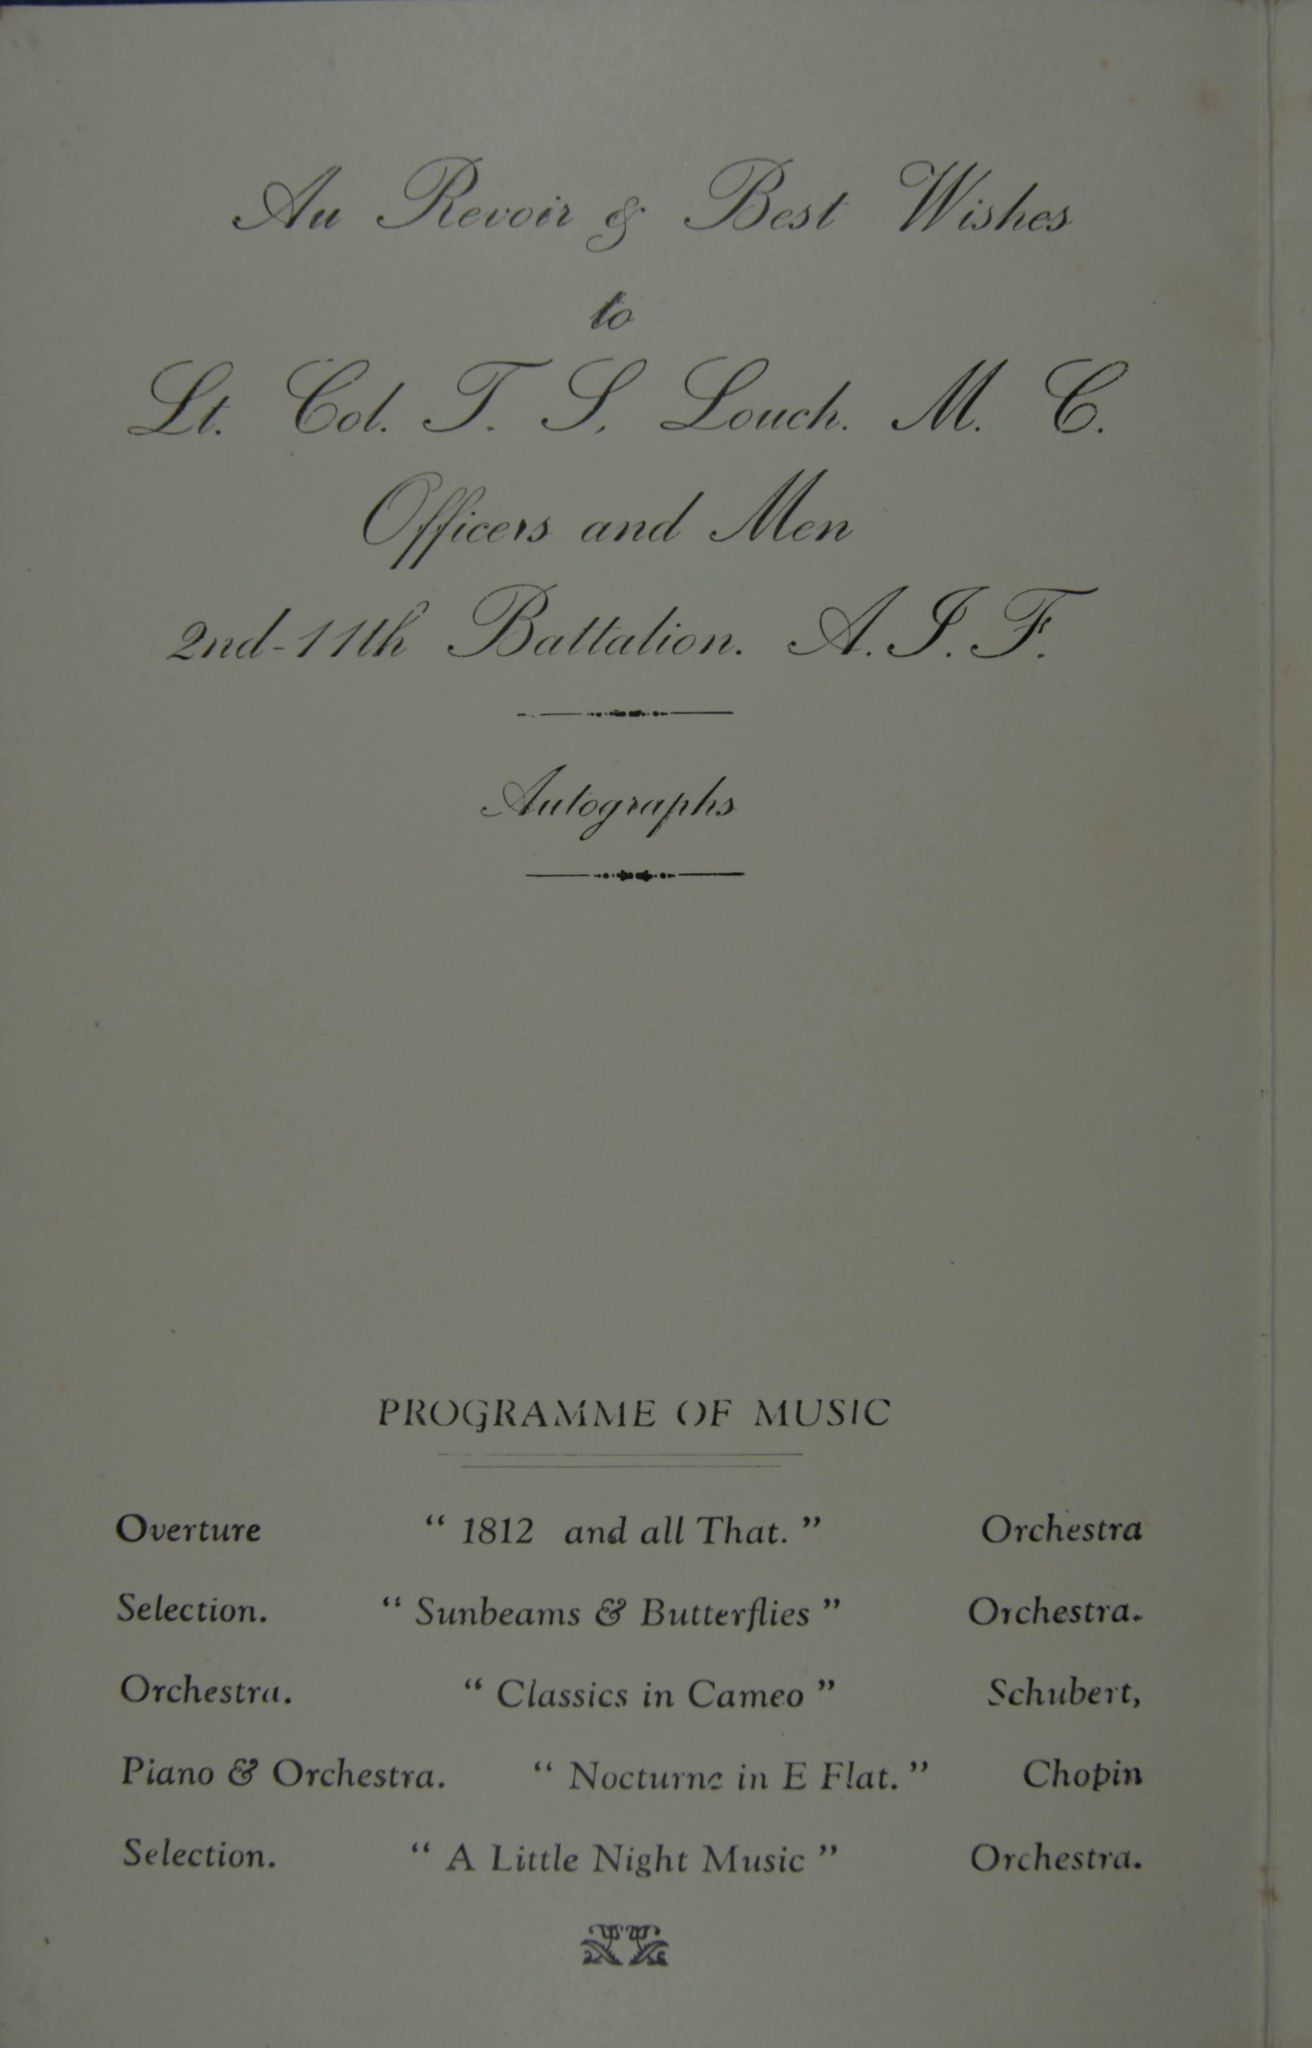 Au Revoir & Best Wishes
to
Lt. Col. T. S. Louch. M. C.
Officers and Men
2nd-11th Battalion. A. I. F.
Autographs
PROGRAMME OF MUSIC
Overture " 1812 and all That. " Orchestra
Selection. " Sunbeams & Butterflies " Orchestra.
Orchestra. " Classics in Cameo " Schubert,
Piano & Orchestra. " Nocturne in E Flat. " Chopin
Selection. " A Little Night Music " Orchestra.